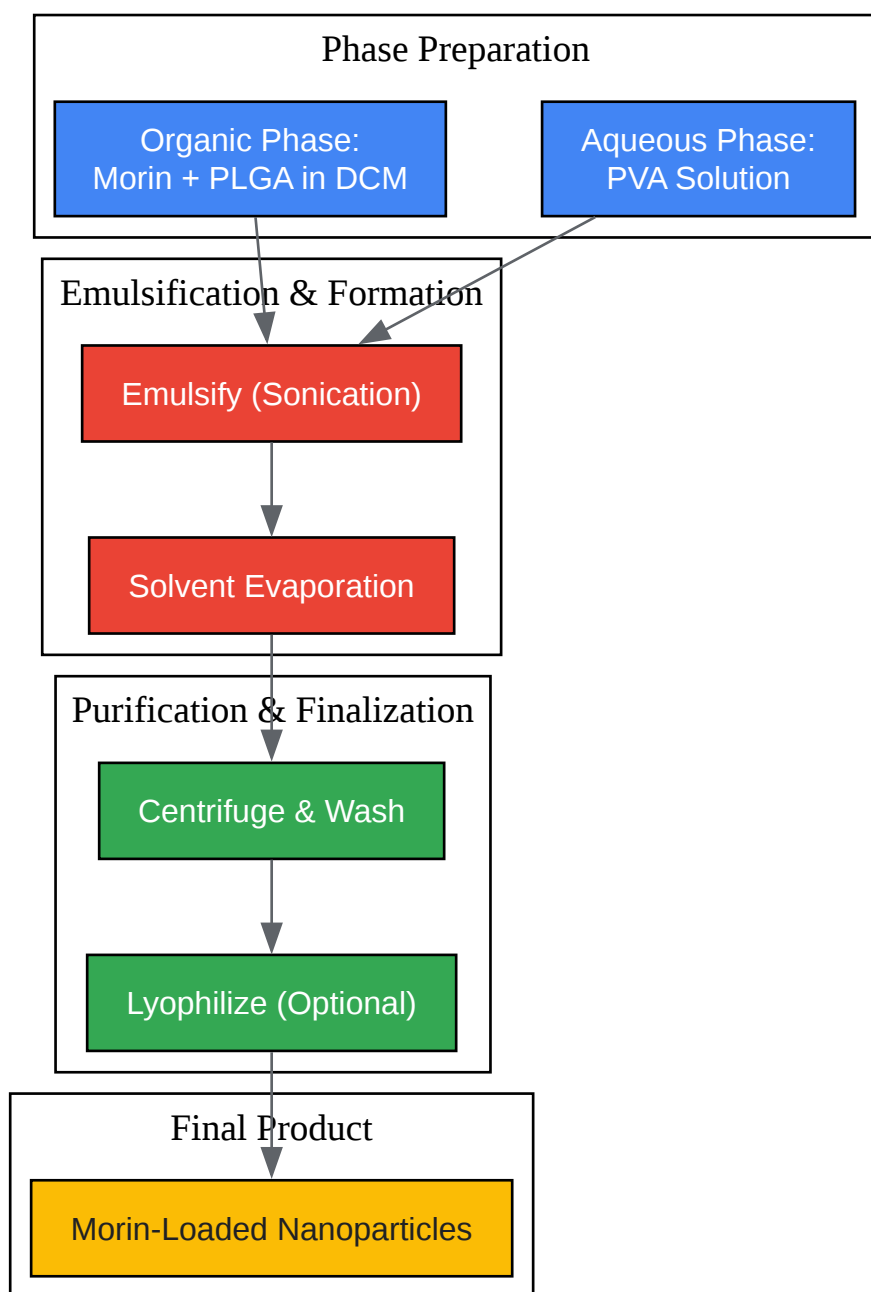 Phase Preparation
Organic Phase:
Morin + PLGA in DCM
Aqueous Phase:
PVA Solution
Emulsification & Formation
Emulsify (Sonication)
Solvent Evaporation
Purification & Finalization
Centrifuge & Wash
Lyophilize (Optional)
Final Product
Morin-Loaded Nanoparticles